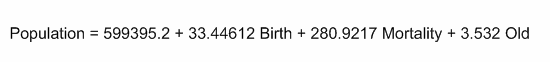 Population = 599395.2 + 33.44612 Birth + 280.9217 Mortality + 3.532 Old